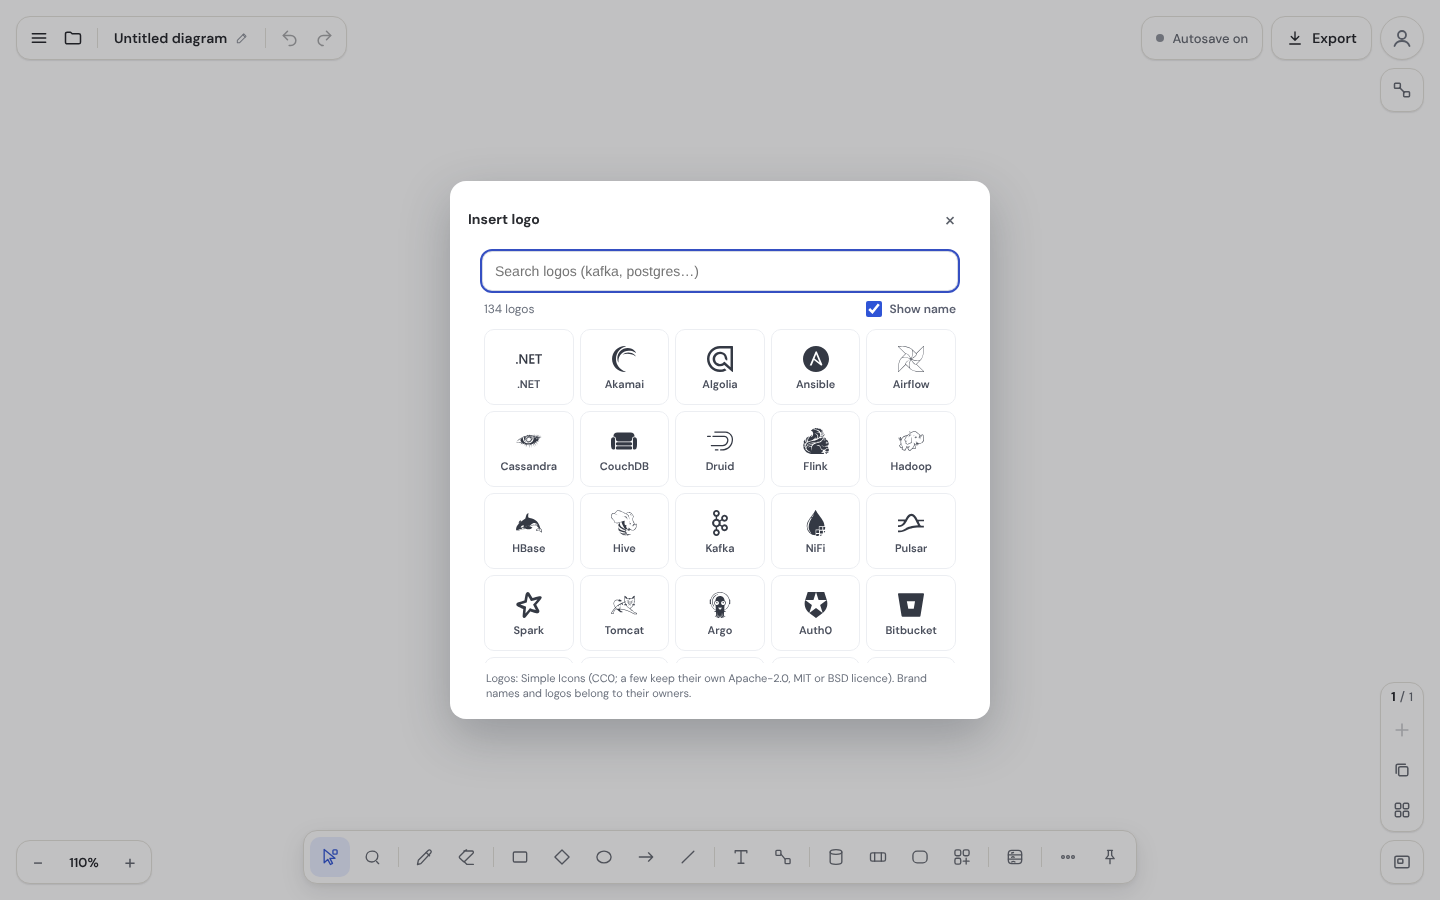 Untitled diagram
Autosave on
Export
Insert logo
Search logos (kafka, postgres...)
134 logos
Show name
.NET
.NET
Akamai
Algolia
Ansible
Airflow
Cassandra
CouchDB
Druid
Flink
Hadoop
HBase
Hive
Kafka
NiFi
Pulsar
Spark
Tomcat
Argo
Auth0
Bitbucket
Logos: Simple Icons (CC0; a few keep their own Apache-2.0, MIT or BSD licence). Brand
names and logos belong to their owners.
1 / 1
110%